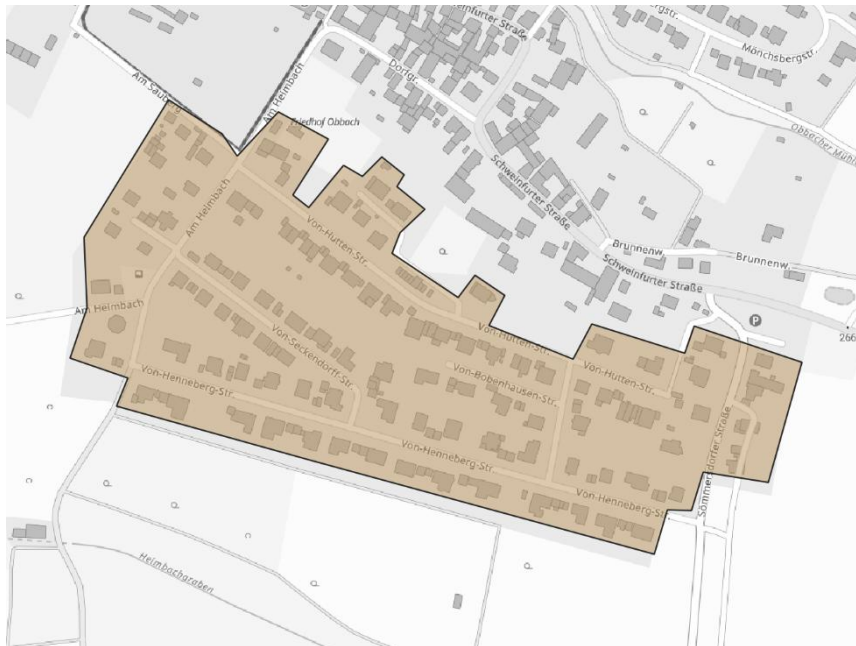 Schweinfurter Straße
Mönchsbergstr.
Am Heimbach
Dorfgr.
Friedhof Obbach
Obbacher Mühl
Schweinfurter Straße
Am Heimbach
Von-Hutten-Str.
Brunnenw.
Brunnenw.
Schweinfurter Straße
Am Heimbach
P
266
Von-Seckendorff-Str.
Von-Hutten-Str.
Von-Bobenhausen-Str.
Von-Hutten-Str.
Von-Henneberg-Str.
Sömmersdorfer Straße
Von-Henneberg-Str.
Von-Henneberg-Str.
Heimbachgraben